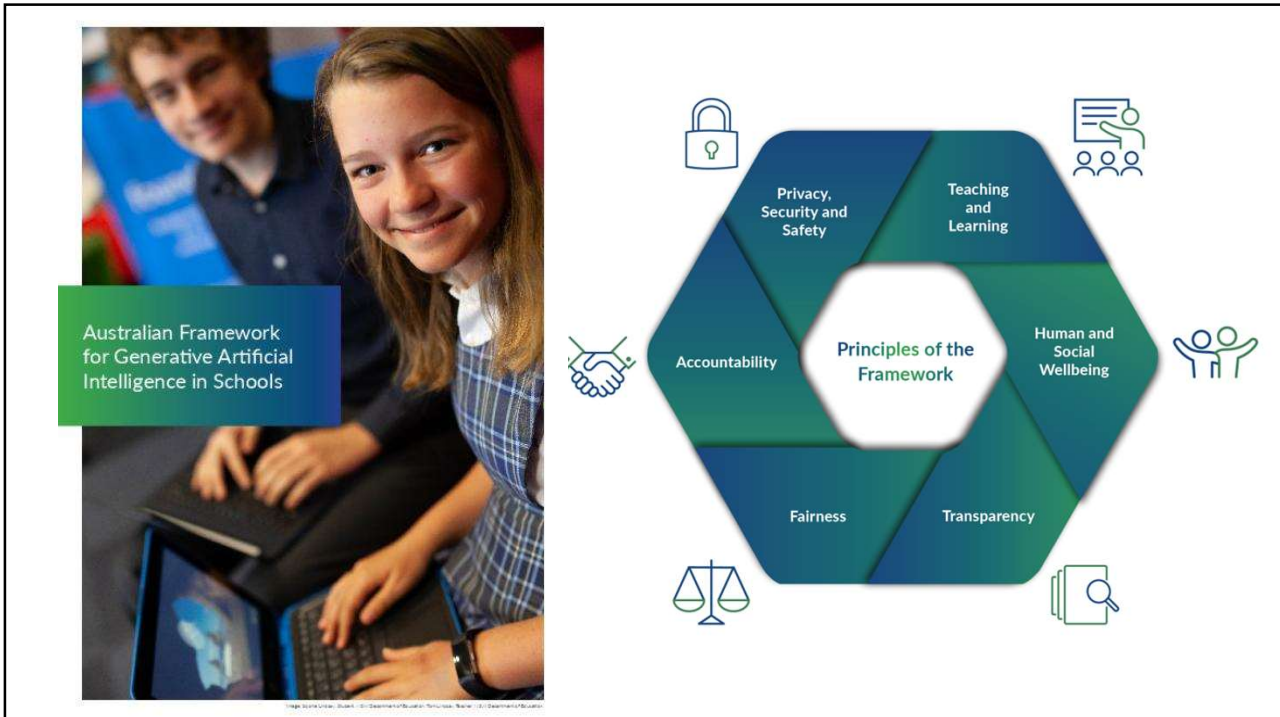 Australian Framework
for Generative Artificial
Intelligence in Schools
Privacy,
Security and
Safety
Teaching
and
Learning
Accountability
Principles of the
Framework
Human and
Social
Wellbeing
Fairness
Transparency